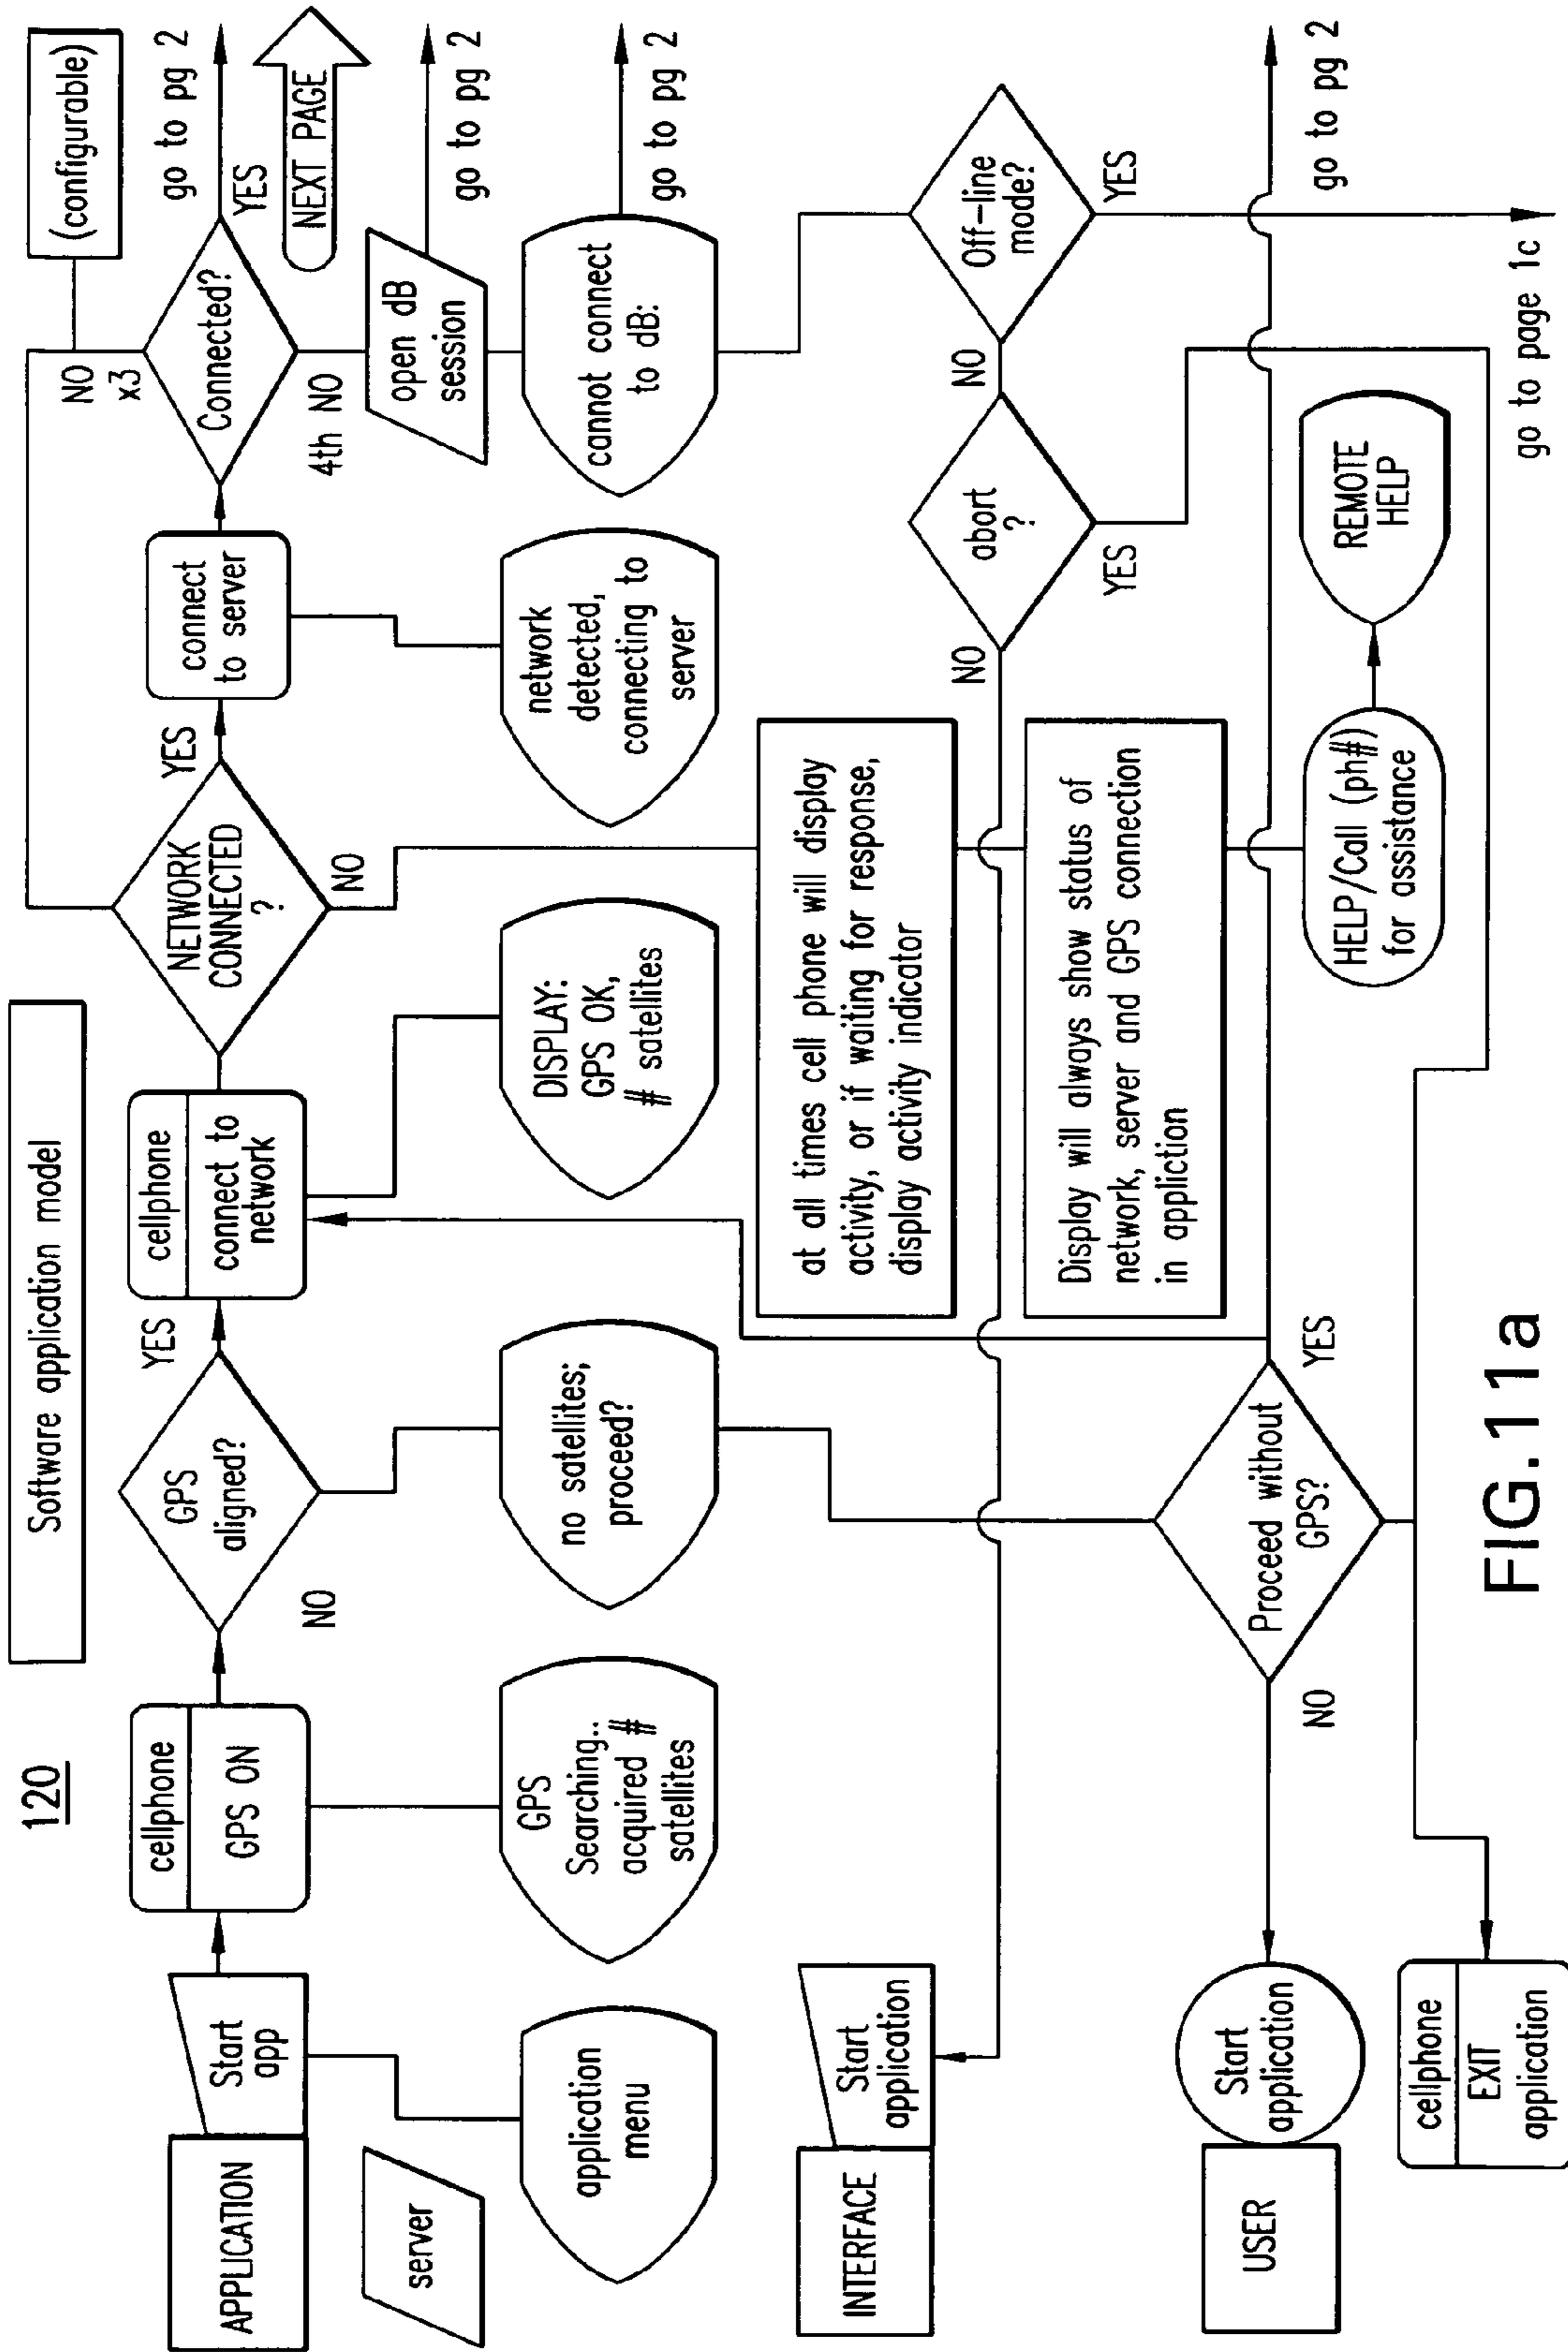 120
Software application model
(configurable)
NO
x3
APPLICATION
Start
app
cellphone
GPS ON
GPS
aligned?
YES
NO
cellphone
connect to
network
NETWORK
CONNECTED
?
YES
NO
connect
to server
Connected?
YES
go to pg 2
4th NO
NEXT PAGE
server
open dB
session
go to pg 2
application
menu
GPS
Searching..
acquired #
satellites
no satellites;
proceed?
DISPLAY:
GPS OK,
# satellites
network
detected,
connecting to
server
cannot connect
to dB:
go to pg 2
INTERFACE
Start
application
at all times cell phone will display
activity, or if waiting for response,
display activity indicator
NO
abort
?
YES
NO
Off-line
mode?
YES
Display will always show status of
network, server and GPS connection
in appliction
USER
Start
application
NO
Proceed without
GPS?
YES
go to pg 2
HELP/Call (ph#)
for assistance
REMOTE
HELP
cellphone
EXIT
application
go to page 1c
FIG.11a